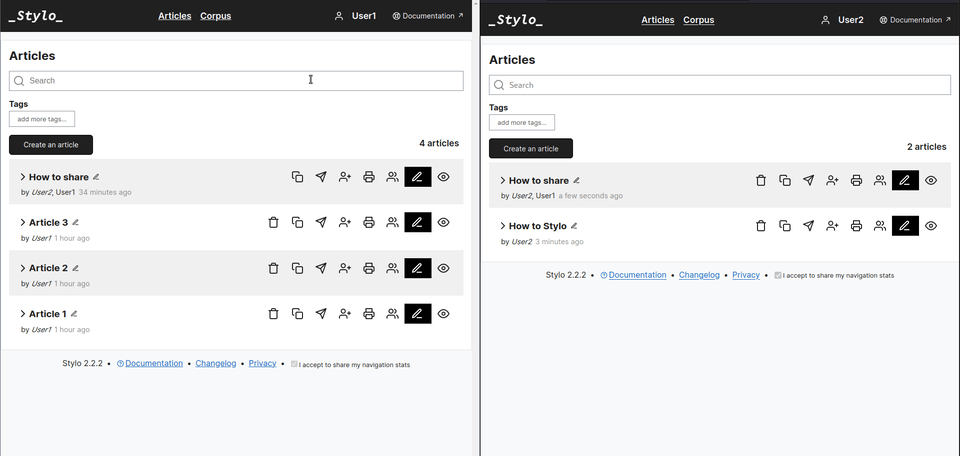 _Stylo_ Articles Corpus User1 Documentation
Articles
Search
Tags
add more tags...
Create an article 4 articles
How to share
by User2, User1 34 minutes ago
Article 3
by User1 1 hour ago
Article 2
by User1 1 hour ago
Article 1
by User1 1 hour ago
Stylo 2.2.2 • Documentation • Changelog • Privacy • I accept to share my navigation stats
_Stylo_ Articles Corpus User2 Documentation
Articles
Search
Tags
add more tags...
Create an article 2 articles
How to share
by User2, User1 a few seconds ago
How to Stylo
by User2 3 minutes ago
Stylo 2.2.2 • Documentation • Changelog • Privacy • I accept to share my navigation stats